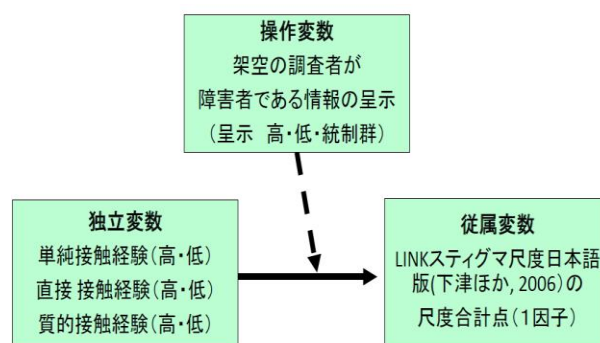 操作変数
架空の調査者が
障害者である情報の呈示
(呈示 高・低・統制群)
独立変数
単純接触経験(高・低)
直接 接触経験(高・低)
質的接触経験(高・低)
従属変数
LINKスティグマ尺度日本語
版(下津ほか, 2006)の
尺度合計点(1因子)